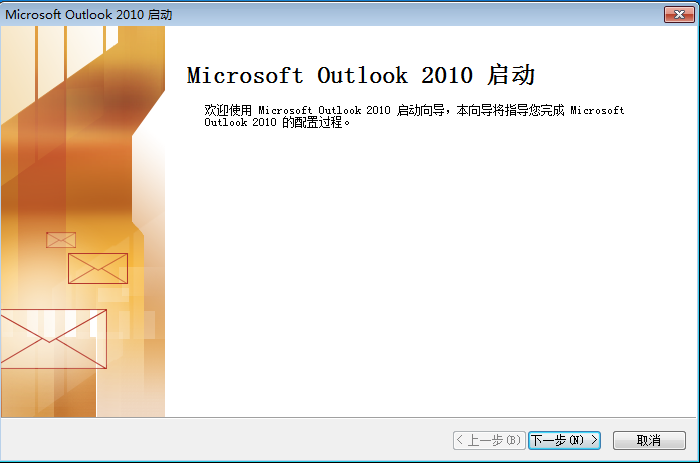 Microsoft Outlook 2010 启动
Microsoft Outlook 2010 启动
欢迎使用 Microsoft Outlook 2010 启动向导，本向导将指导您完成 Microsoft
Outlook 2010 的配置过程。
< 上一步(B) 下一步(N) > 取消